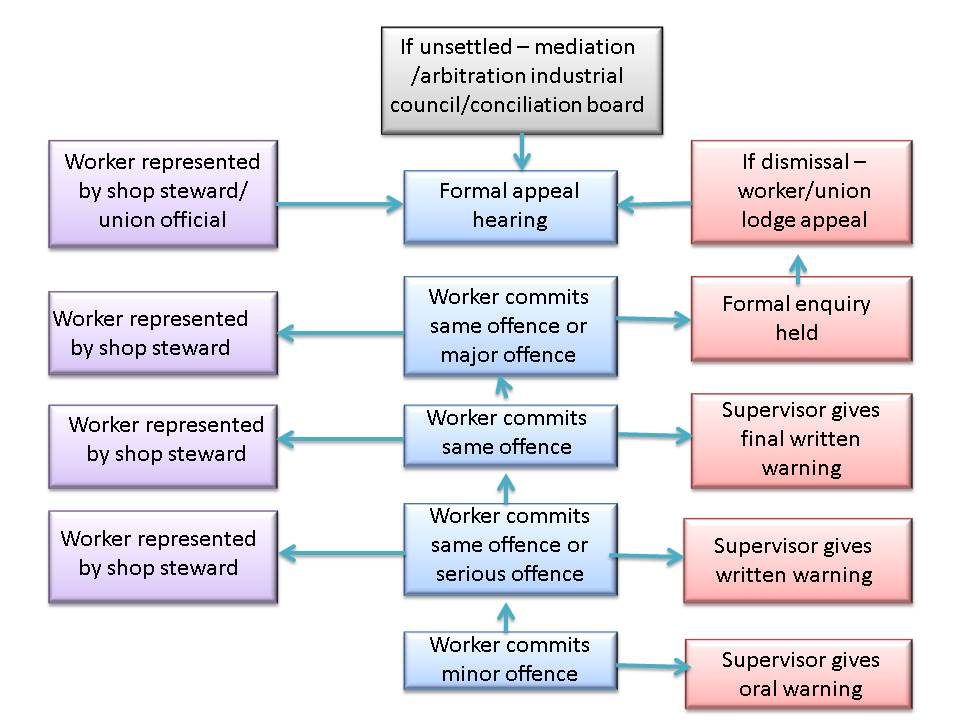 If unsettled – mediation
/arbitration industrial
council/conciliation board
Worker represented
by shop steward/
union official
Formal appeal
hearing
If dismissal –
worker/union
lodge appeal
Worker represented
by shop steward
Worker commits
same offence or
major offence
Formal enquiry
held
Worker represented
by shop steward
Worker commits
same offence
Supervisor gives
final written
warning
Worker represented
by shop steward
Worker commits
same offence or
serious offence
Supervisor gives
written warning
Worker commits
minor offence
Supervisor gives
oral warning